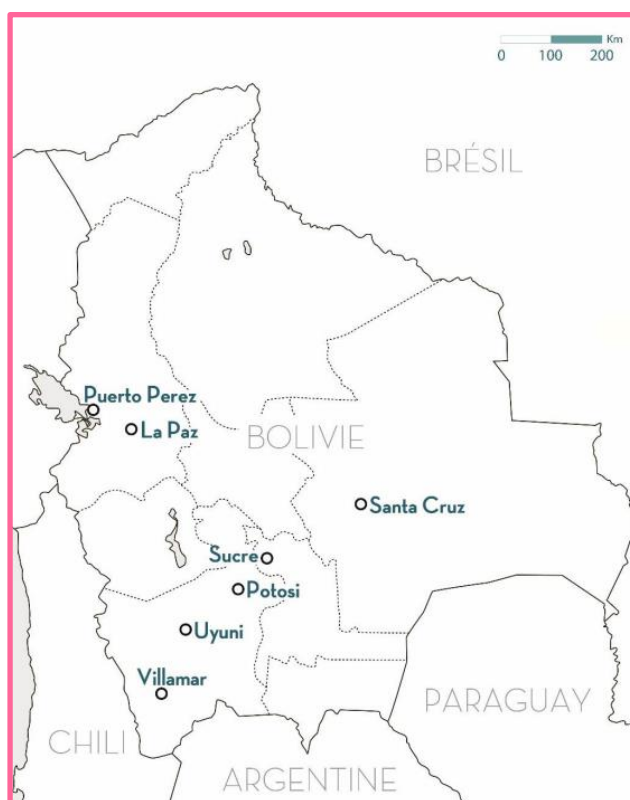 Km
0 100 200
BRÉSIL
Puerto Perez
La Paz
BOLIVIE
Santa Cruz
Sucre
Potosi
Uyuni
Villamar
PARAGUAY
CHILI
ARGENTINE